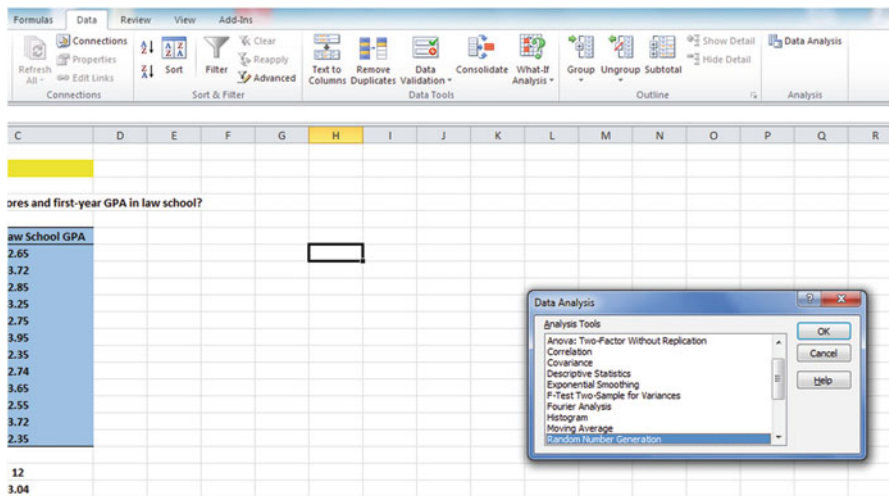 Formulas Data Review View Add-Ins
Connections
Properties
Edit Links
Refresh All
Connections
Sort
Filter
Clear
Reapply
Advanced
Sort & Filter
Text to Columns
Remove Duplicates
Data Validation
Consolidate
What-If Analysis
Data Tools
Group
Ungroup
Subtotal
Show Detail
Hide Detail
Outline
Data Analysis
Analysis
C D E F G H I J K L M N O P Q R
ores and first-year GPA in law school?
aw School GPA
2.65
3.72
2.85
3.25
2.75
3.95
2.35
2.74
3.65
2.55
3.72
2.35
12
3.04
Data Analysis
Analysis Tools
Anova: Two-Factor Without Replication
Correlation
Covariance
Descriptive Statistics
Exponential Smoothing
F-Test Two-Sample for Variances
Fourier Analysis
Histogram
Moving Average
Random Number Generation
OK
Cancel
Help